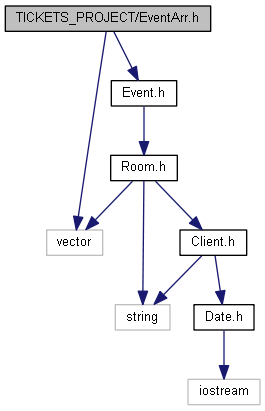 TICKETS_PROJECT/EventArr.h
Event.h
Room.h
vector
Client.h
string
Date.h
iostream